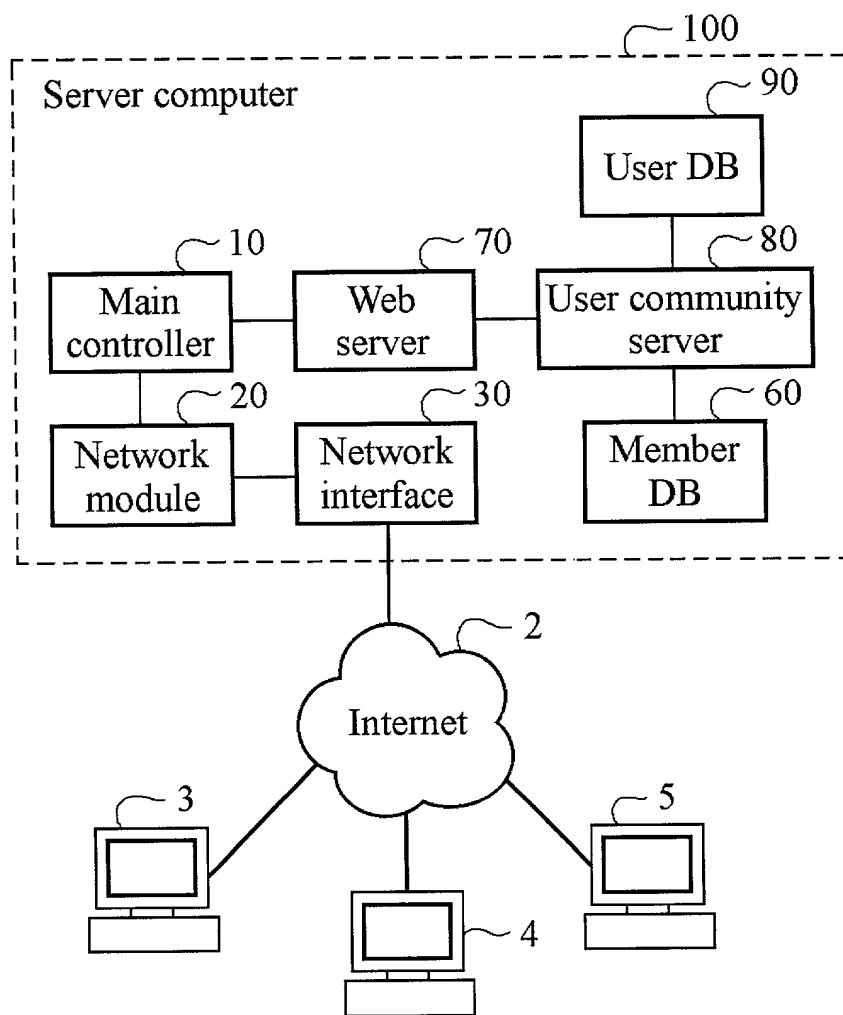 100
Server computer
90
User DB
10
70
80
Main
controller
Web
server
User community
server
20
30
60
Network
module
Network
interface
Member
DB
2
Internet
3
5
4